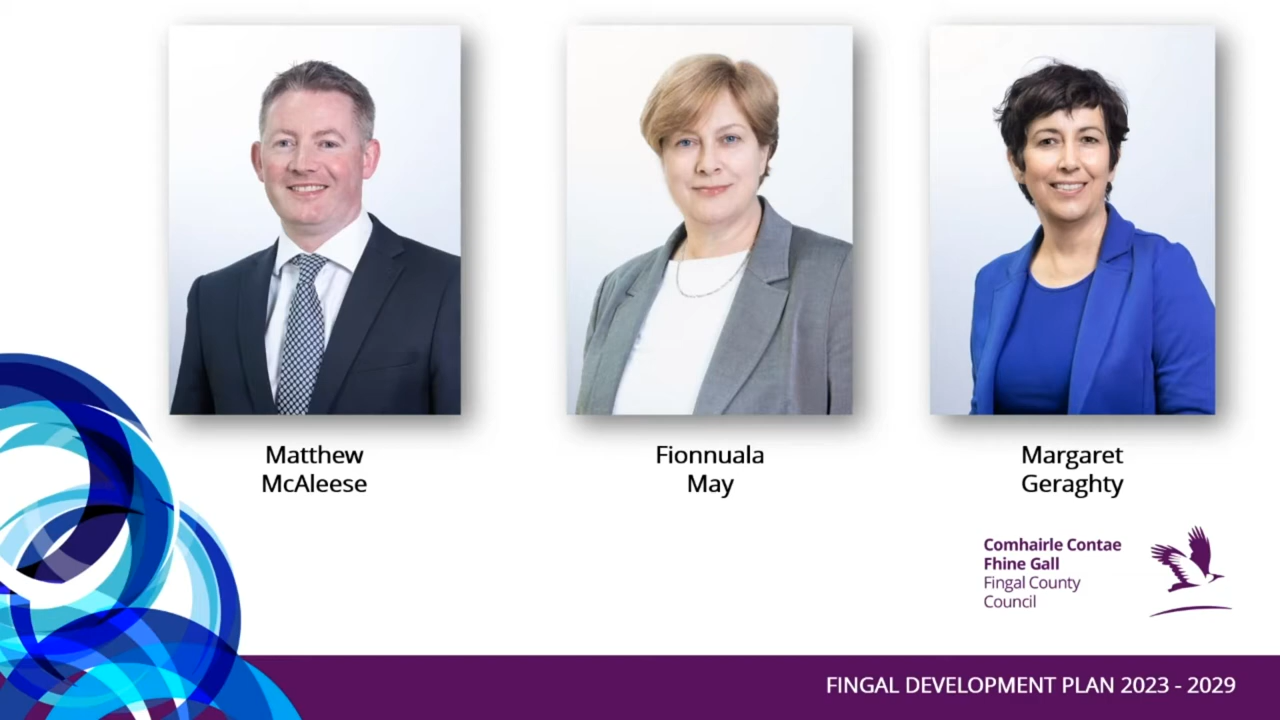 Matthew
McAleese
Fionnuala
May
Margaret
Geraghty
Comhairle Contae
Fhine Gall
Fingal County
Council
FINGAL DEVELOPMENT PLAN 2023 - 2029